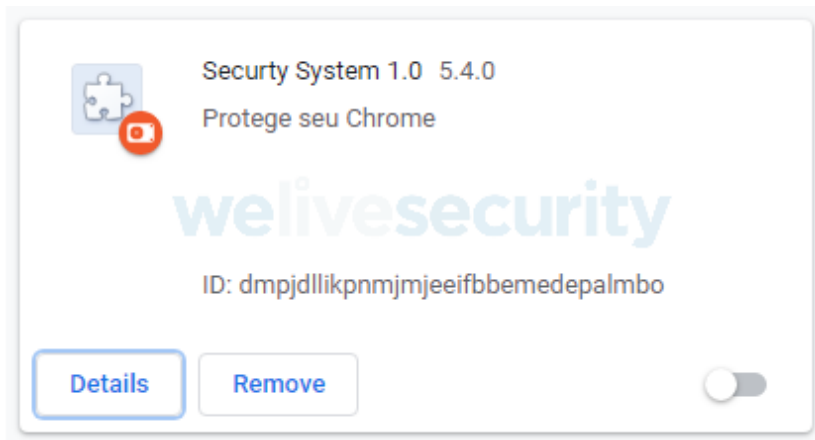 Securty System 1.0 5.4.0
Protege seu Chrome
welivesecurity
ID: dmpjdllikpnmjmjeeifbbemedepalmbo
Details Remove